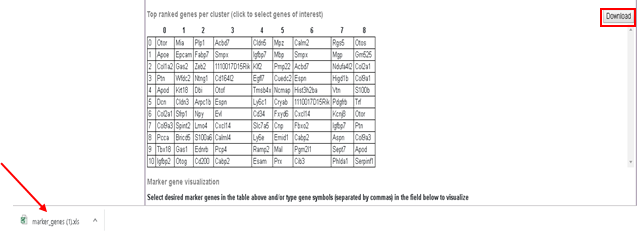 Top ranked genes per cluster (click to select genes of interest)
Download
0 1 2 3 4 5 6 7 8
0 Otor Mia Plp1 Acbd7 Cldn5 Mpz Calm2 Rgs5 Otos
1 Apoe Epcam Fabp7 Smpx Igfbp7 Mbp Smpx Mgp Gm525
2 Col1a2 Gas2 Zeb2 1110017D15Rik Klf2 Pmp22 Acbd7 Ndufa4l2 Col2a1
3 Ptn Wfdc2 Ntng1 Cd164l2 Egfl7 Cuedc2 Espn Higd1b Col9a1
4 Apod Krt18 Dbi Otof Tmsb4x Ncmap Hist3h2ba Vtn S100b
5 Dcn Cldn3 Arpc1b Espn Ly6c1 Cryab 1110017D15Rik Pdgfrb Trf
6 Col2a1 Sfrp1 Npy Evl Cd34 Fxyd6 Cxcl14 Kcnj8 Otor
7 Col9a3 Spint2 Lmo4 Cxcl14 Slc7a5 Cnp Fbxo2 Igfbp7 Ptn
8 Pcca Bricd5 S100a6 Calml4 Ly6e Emid1 Cabp2 Aspn Col9a3
9 Tbx18 Gas1 Ednrb Pcp4 Ramp2 Mal Pgm2l1 Sept7 Apod
10 Igfbp2 Otog Cd200 Cabp2 Esam Prx Cib3 Phlda1 Serpinf1
Marker gene visualization
Select desired marker genes in the table above and/or type gene symbols (separated by commas) in the field below to visualize
marker_genes (1).xls